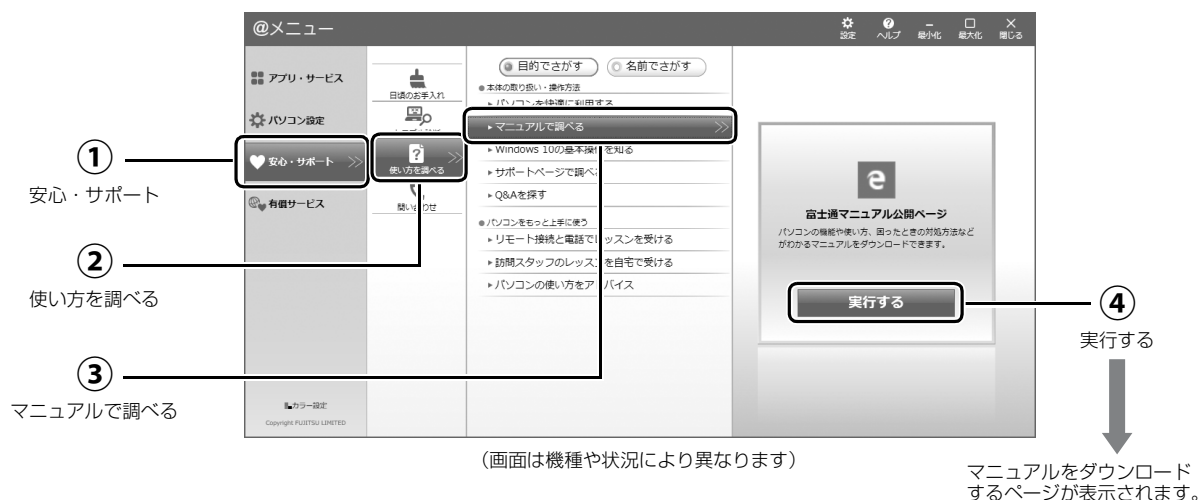 @メニュー
設定 ヘルプ 最小化 最大化 閉じる
アプリ・サービス
パソコン設定
安心・サポート
有償サービス
カラー設定
Copyright FUJITSU LIMITED
日頃のお手入れ
使い方を調べる
目的でさがす 名前でさがす
本体の取り扱い・操作方法
パソコンを快適に利用する
マニュアルで調べる
Windows 10の基本操 を知る
サポートページで調べ
Q&Aを探す
パソコンをもっと上手に使う
リモート接続と電話で ッスンを受ける
訪問スタッフのレッス を自宅で受ける
パソコンの使い方をア バイス
富士通マニュアル公開ページ
パソコンの機能や使い方、困ったときの対処方法など
がわかるマニュアルをダウンロードできます。
実行する
①
安心・サポート
②
使い方を調べる
③
マニュアルで調べる
④
実行する
(画面は機種や状況により異なります)
マニュアルをダウンロード
するページが表示されます。